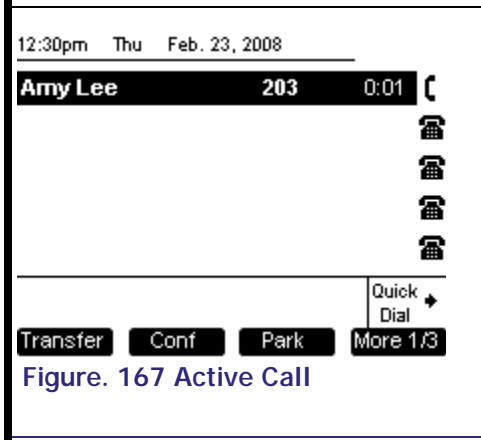 12:30pm Thu Feb. 23, 2008
Amy Lee 203 0:01
Quick
Dial
Transfer Conf Park More 1/3
Figure. 167 Active Call